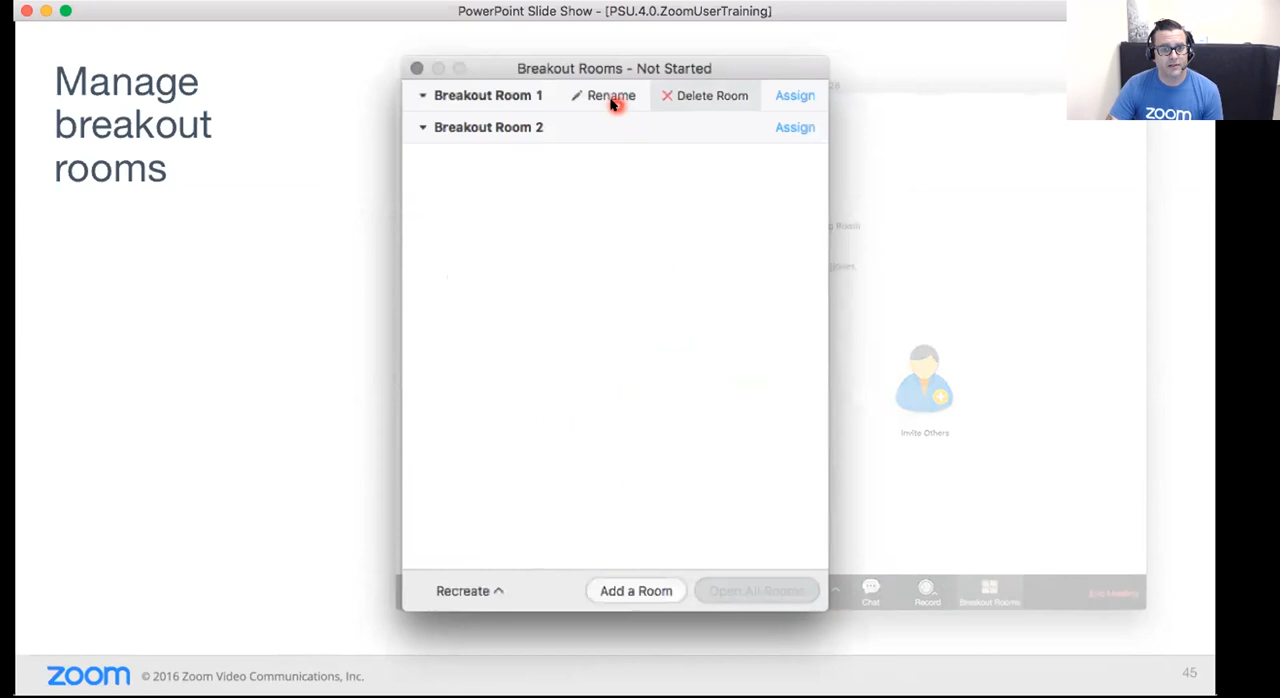 PowerPoint Slide Show - [PSU.4.0.ZoomUserTraining]
Manage
breakout
rooms
Breakout Rooms - Not Started
Breakout Room 1 Rename Delete Room Assign
Breakout Room 2 Assign
zoom
Invite Others
Recreate Add a Room Open All Rooms
Chat Record Breakout Rooms End Meeting
zoom © 2016 Zoom Video Communications, Inc. 45